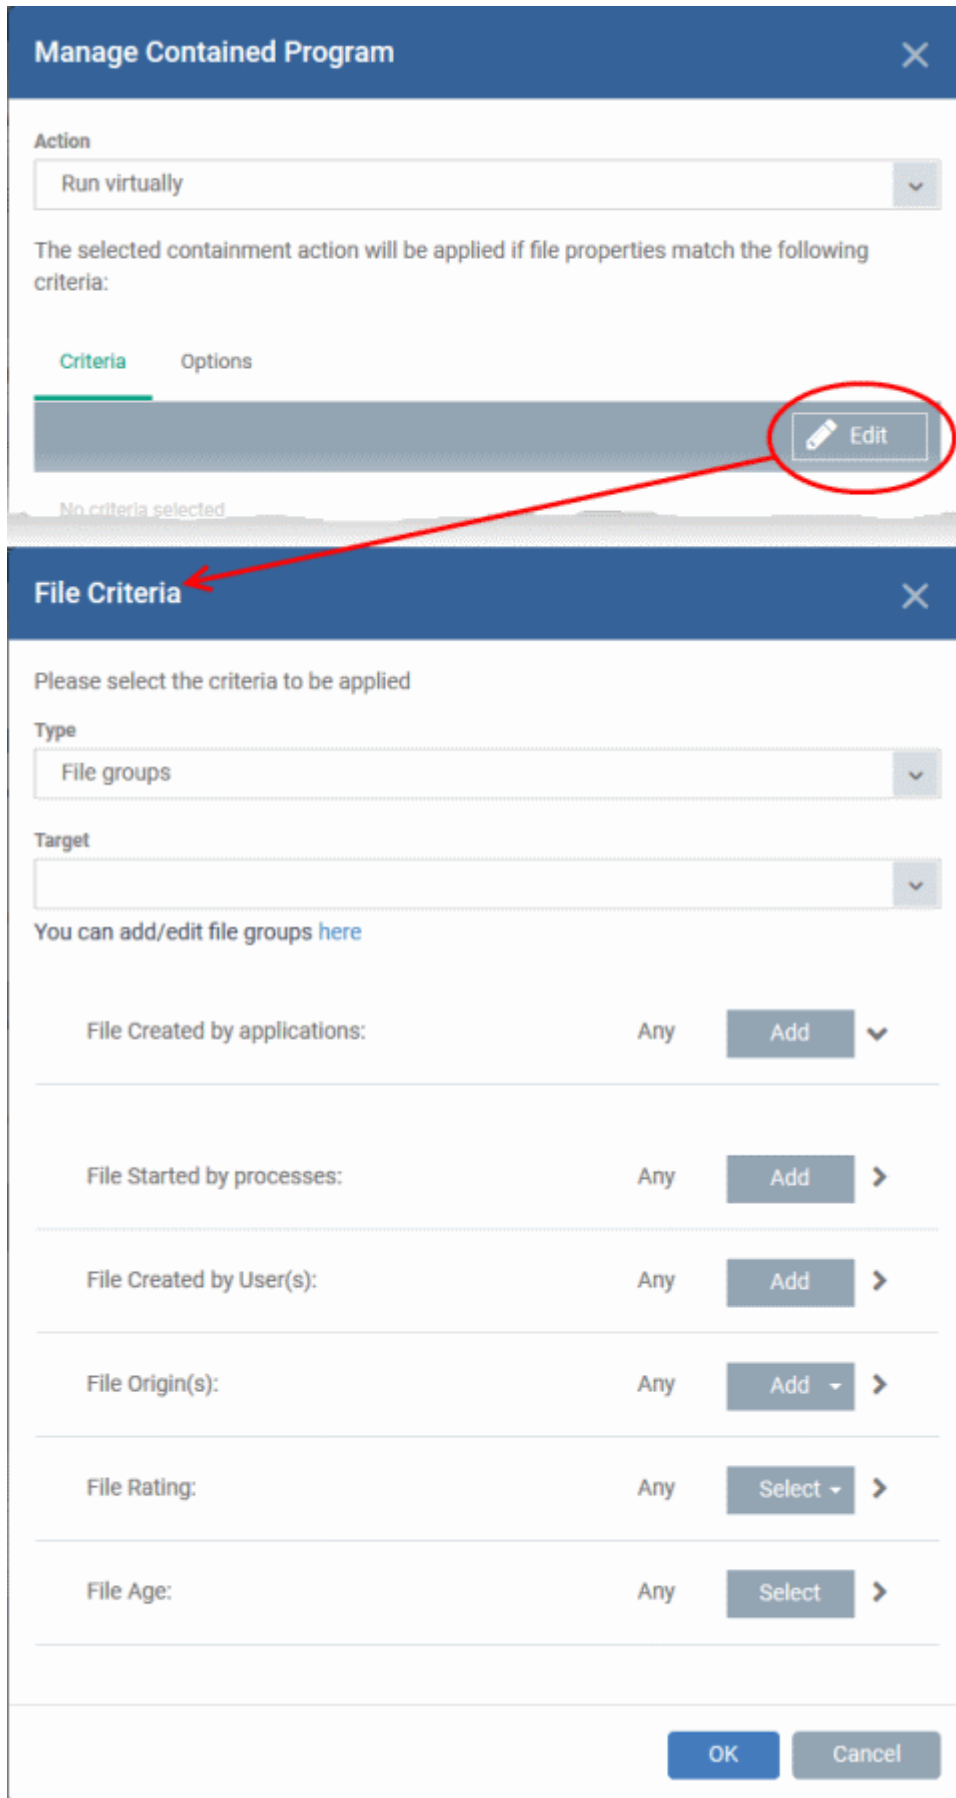 Manage Contained Program
Action
Run virtually
The selected containment action will be applied if file properties match the following
criteria:
Criteria Options
Edit
No criteria selected
File Criteria
Please select the criteria to be applied
Type
File groups
Target
You can add/edit file groups here
File Created by applications: Any Add
File Started by processes: Any Add
File Created by User(s): Any Add
File Origin(s): Any Add
File Rating: Any Select
File Age: Any Select
OK Cancel